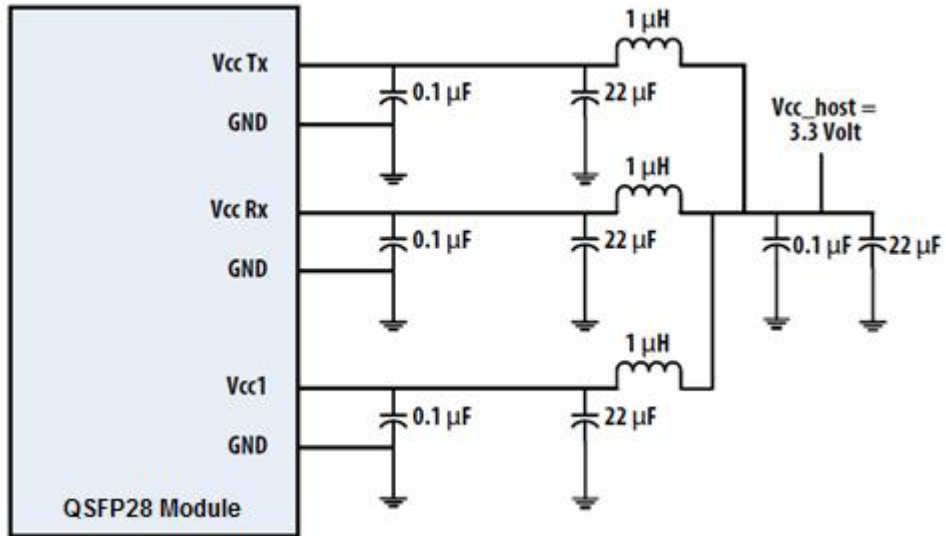 1 μH
Vcc Tx
0.1 μF
22 μF
GND
Vcc_host =
3.3 Volt
1 μH
Vcc Rx
0.1 μF
22 μF
0.1 μF
22 μF
GND
1 μH
Vcc1
0.1 μF
22 μF
GND
QSFP28 Module